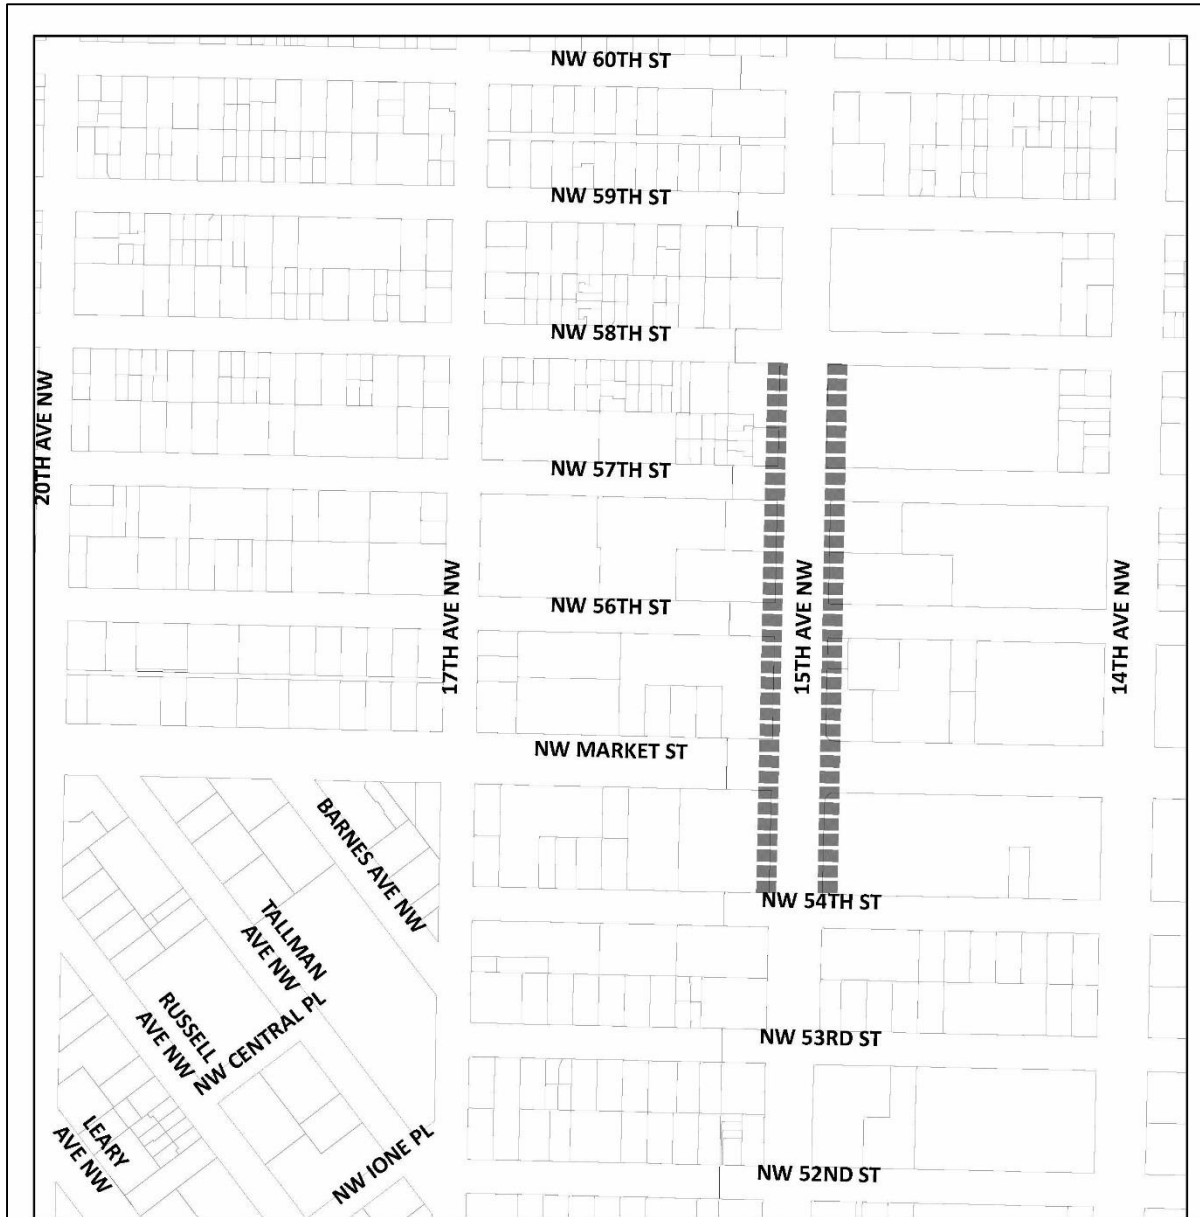 NW 60TH ST
NW 59TH ST
NW 58TH ST
20TH AVE NW
NW 57TH ST
17TH AVE NW
NW 56TH ST
15TH AVE NW
14TH AVE NW
NW MARKET ST
BARNES AVE NW
NW 54TH ST
TALLMAN
AVE NW
RUSSELL
AVE NW
NW CENTRAL PL
NW 53RD ST
LEARY
AVE NW
NW IONE PL
NW 52ND ST